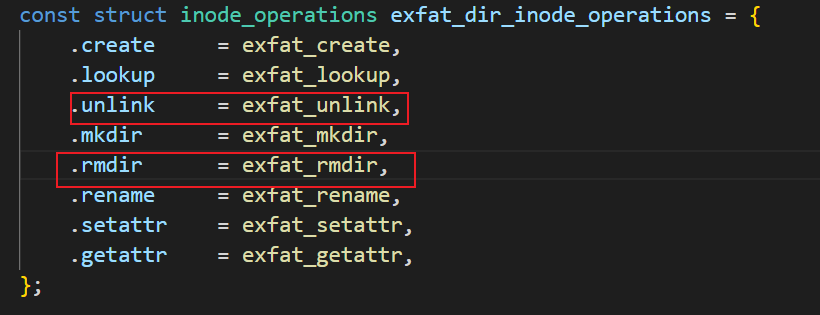 const struct inode_operations exfat_dir_inode_operations = {
    .create     = exfat_create,
    .lookup     = exfat_lookup,
    .unlink     = exfat_unlink,
    .mkdir      = exfat_mkdir,
    .rmdir      = exfat_rmdir,
    .rename     = exfat_rename,
    .setattr    = exfat_setattr,
    .getattr    = exfat_getattr,
};